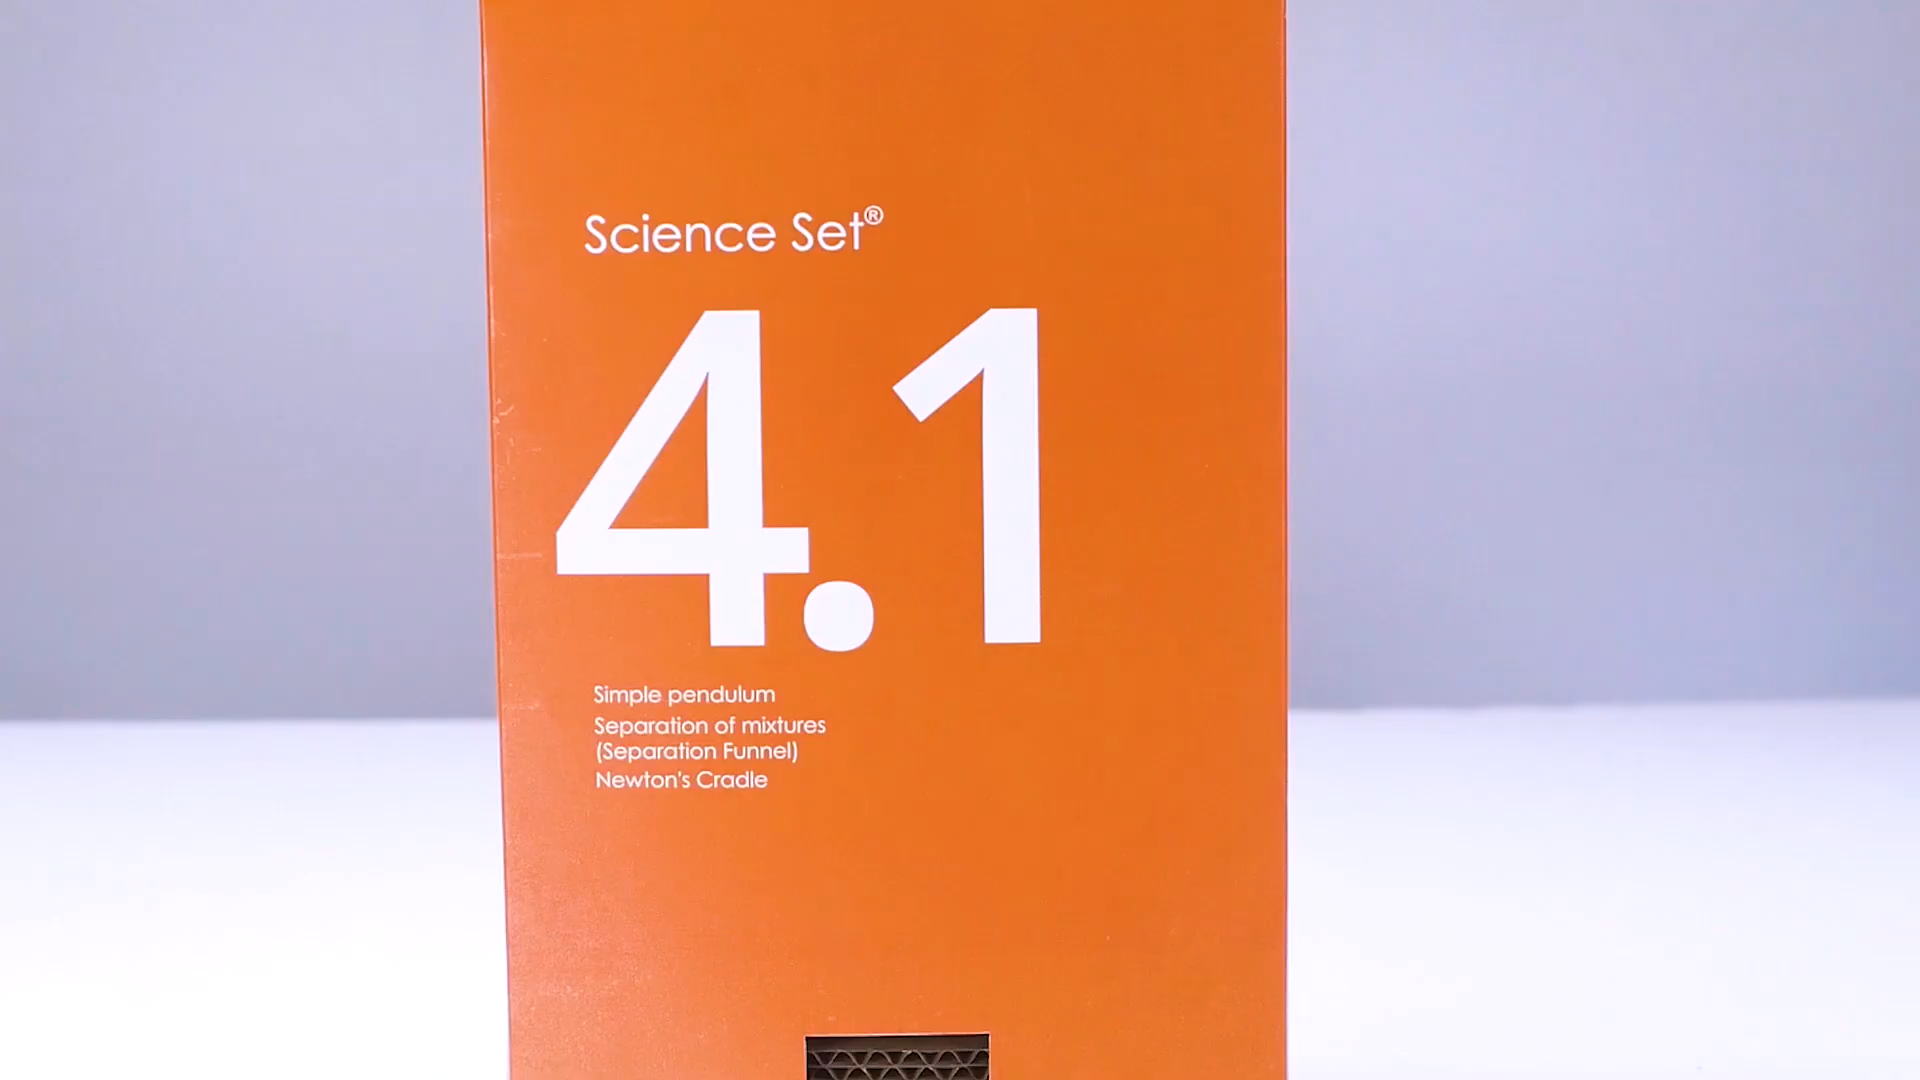 Science Set®
4.1
Simple pendulum
Separation of mixtures
(Separation Funnel)
Newton's Cradle